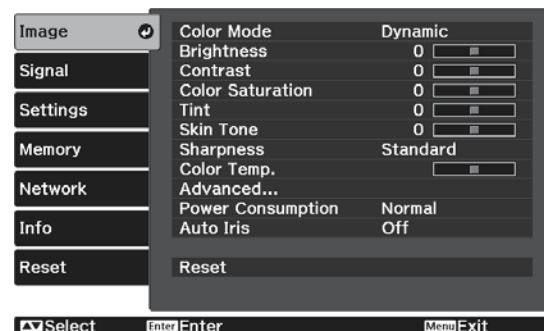 Image
Signal
Settings
Memory
Network
Info
Reset
Color Mode Dynamic
Brightness 0
Contrast 0
Color Saturation 0
Tint 0
Skin Tone 0
Sharpness Standard
Color Temp.
Advanced...
Power Consumption Normal
Auto Iris Off
Reset
Select Enter Enter Menu Exit